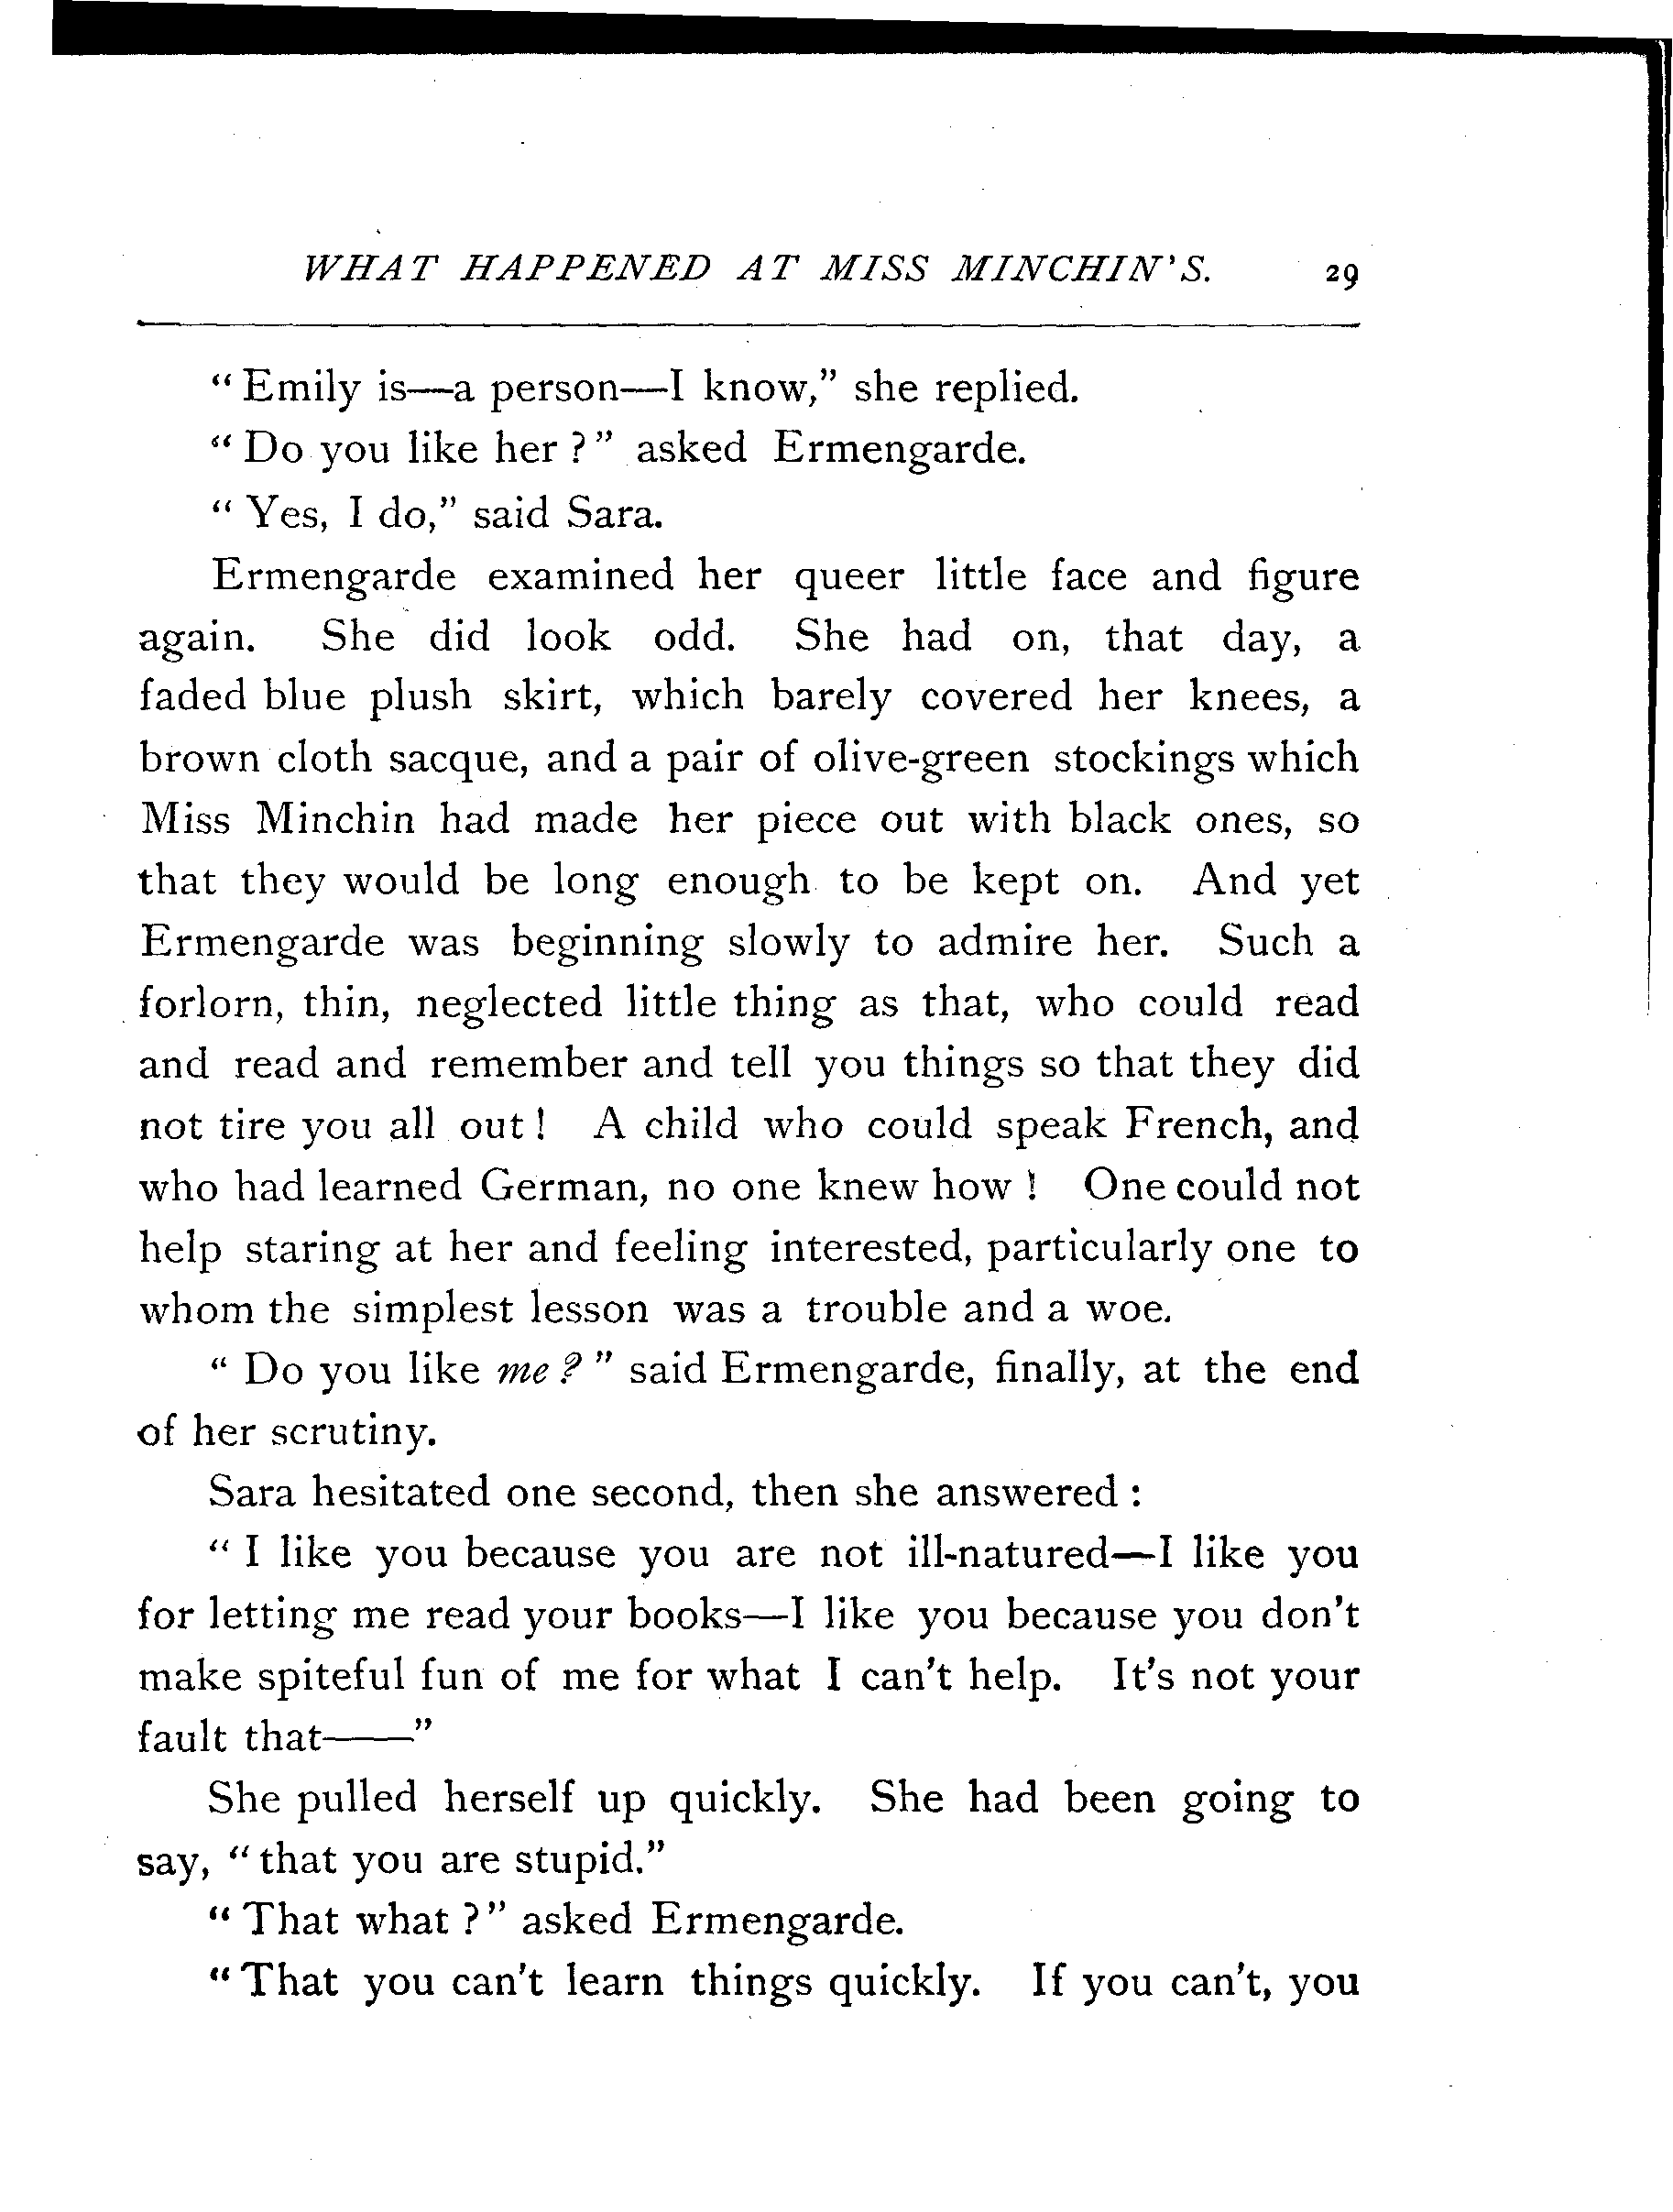 WHAT HAPPENED AT MISS MINCHIN'S. 29
"Emily is—a person—I know," she replied.
"Do you like her?" asked Ermengarde.
"Yes, I do," said Sara.
Ermengarde examined her queer little face and figure
again. She did look odd. She had on, that day, a
faded blue plush skirt, which barely covered her knees, a
brown cloth sacque, and a pair of olive-green stockings which
Miss Minchin had made her piece out with black ones, so
that they would be long enough to be kept on. And yet
Ermengarde was beginning slowly to admire her. Such a
forlorn, thin, neglected little thing as that, who could read
and read and remember and tell you things so that they did
not tire you all out! A child who could speak French, and
who had learned German, no one knew how! One could not
help staring at her and feeling interested, particularly one to
whom the simplest lesson was a trouble and a woe.
"Do you like me?" said Ermengarde, finally, at the end
of her scrutiny.
Sara hesitated one second, then she answered:
"I like you because you are not ill-natured—I like you
for letting me read your books—I like you because you don't
make spiteful fun of me for what I can't help. It's not your
fault that——"
She pulled herself up quickly. She had been going to
say, "that you are stupid."
"That what?" asked Ermengarde.
"That you can't learn things quickly. If you can't, you